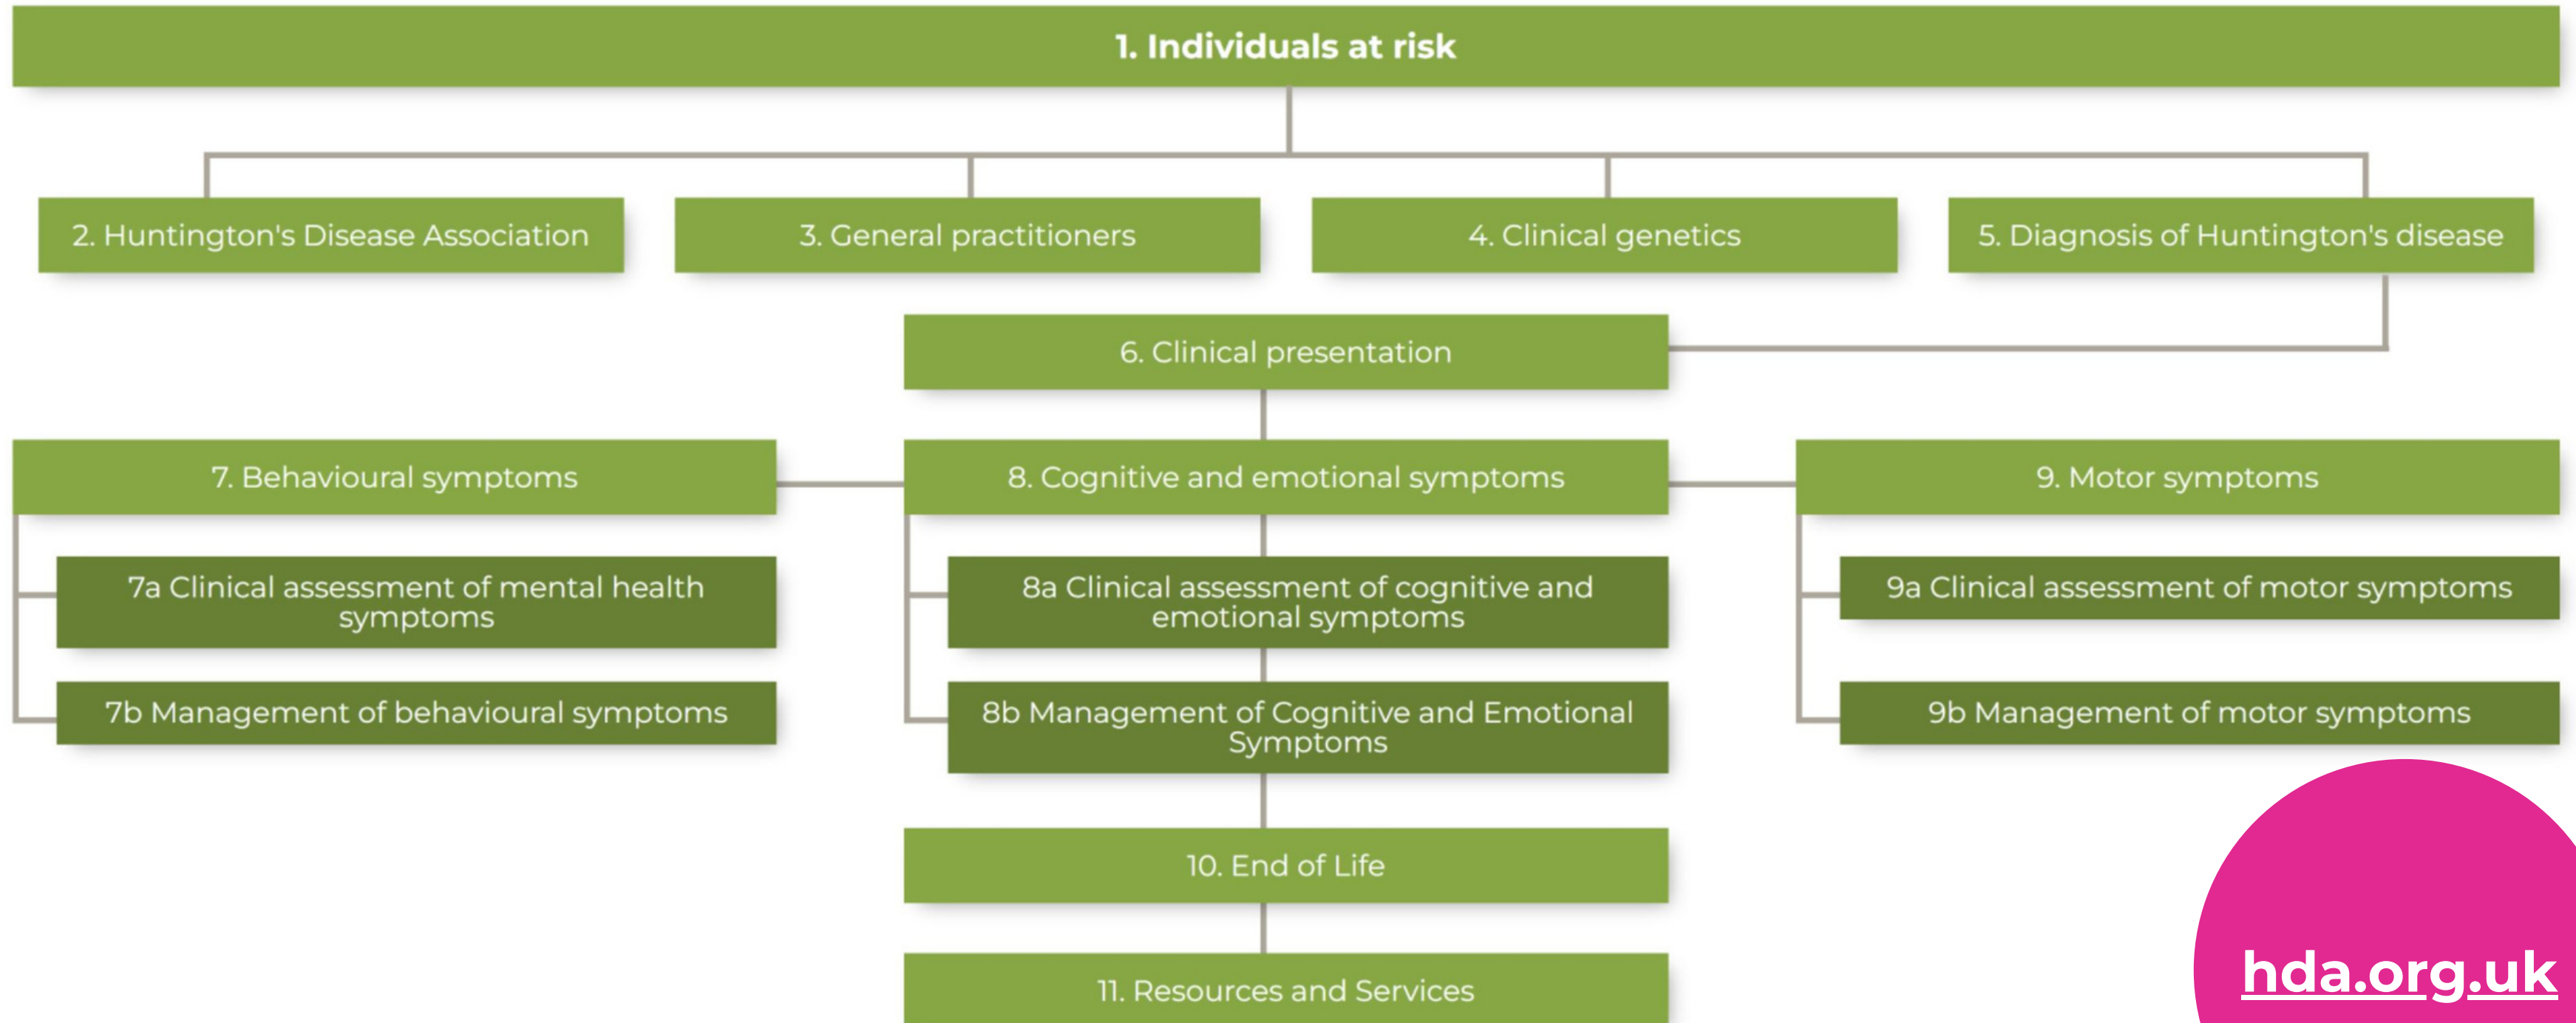 1. Individuals at risk
2. Huntington's Disease Association
3. General practitioners
4. Clinical genetics
5. Diagnosis of Huntington's disease
6. Clinical presentation
7. Behavioural symptoms
8. Cognitive and emotional symptoms
9. Motor symptoms
7a Clinical assessment of mental health
symptoms
8a Clinical assessment of cognitive and
emotional symptoms
9a Clinical assessment of motor symptoms
7b Management of behavioural symptoms
8b Management of Cognitive and Emotional
Symptoms
9b Management of motor symptoms
10. End of Life
11. Resources and Services
hda.org.uk